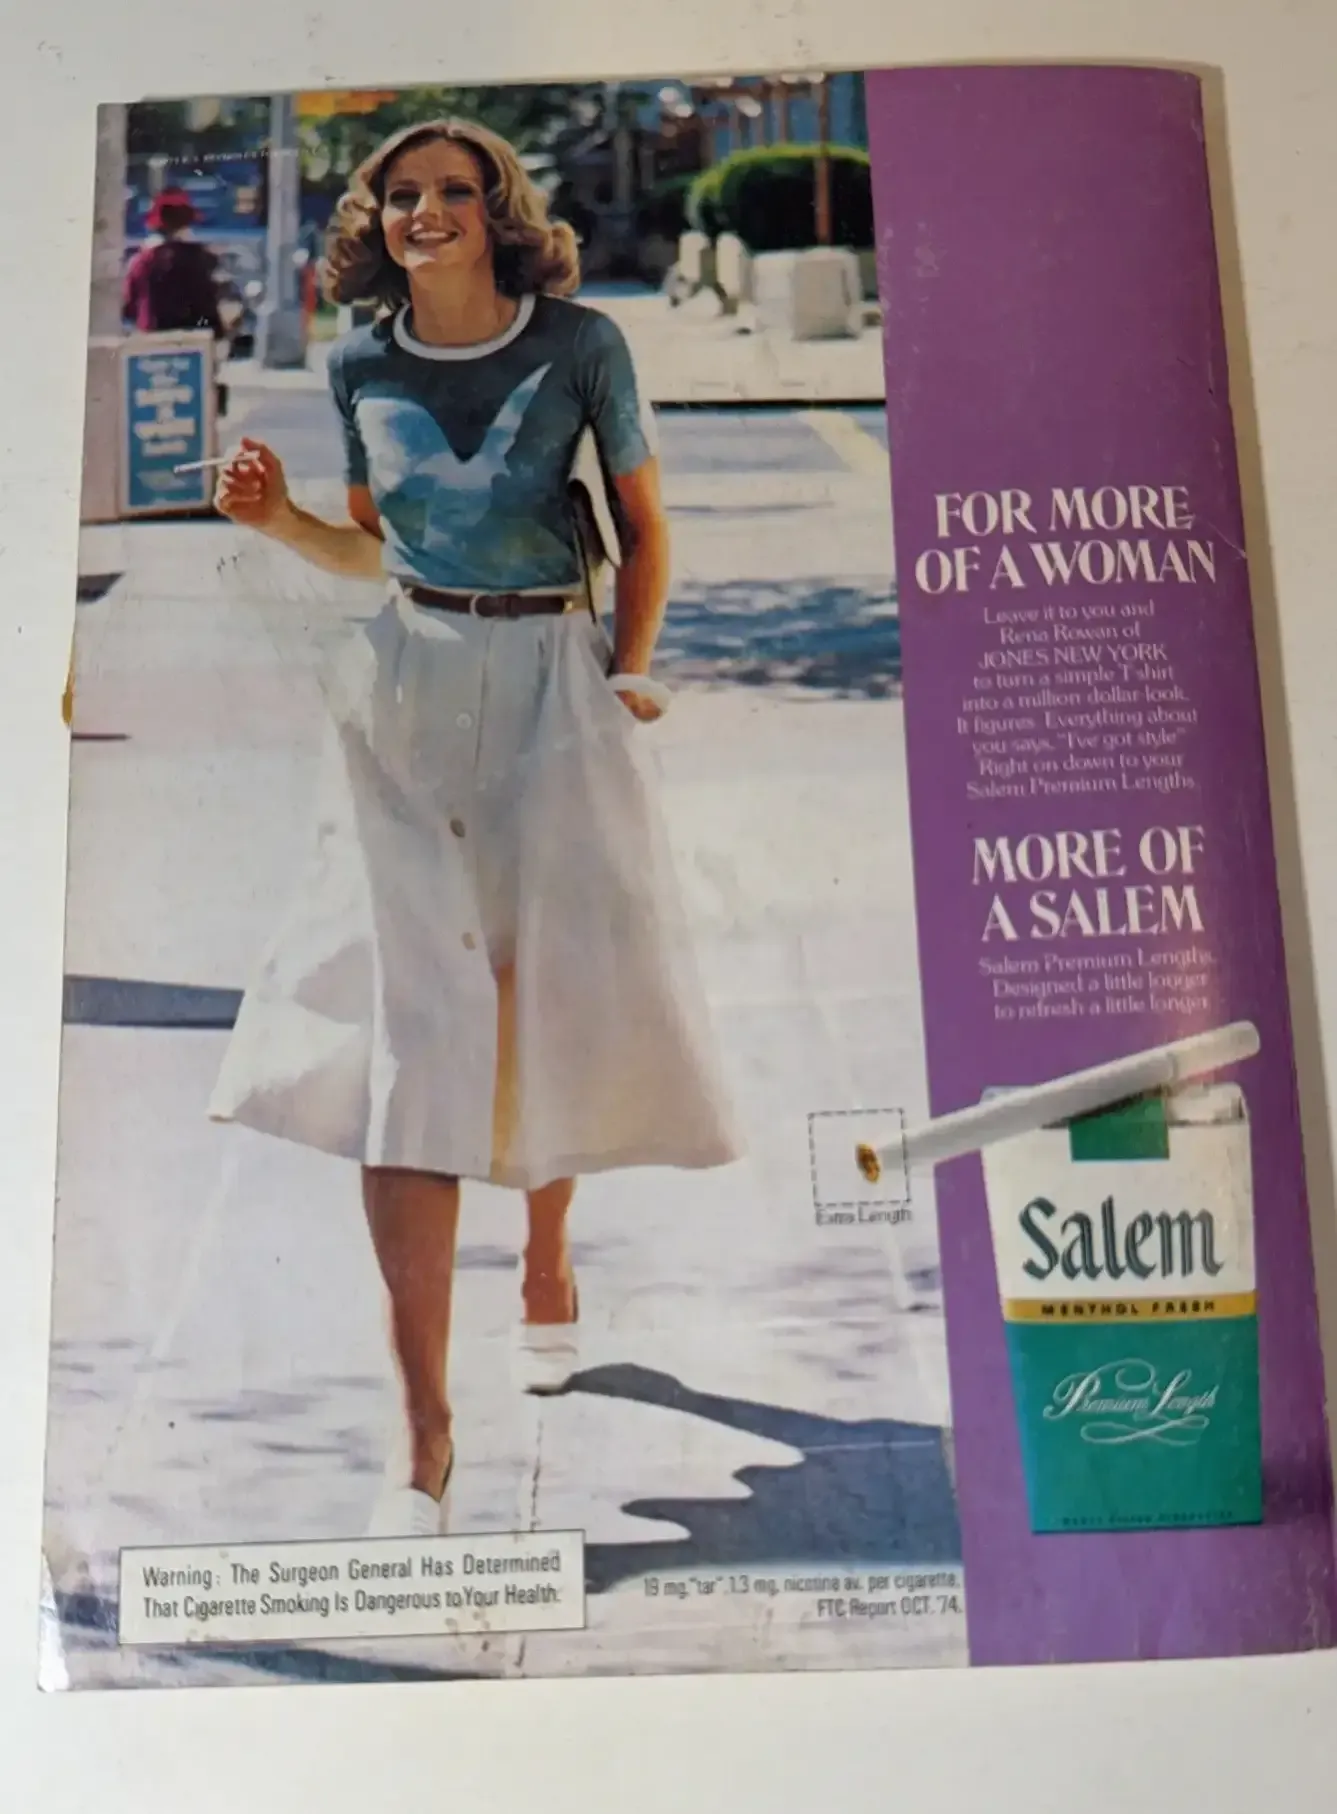 FOR MORE
OF A WOMAN
Leave it to you and
Rena Rowan of
JONES NEW YORK
to turn a simple T-shirt
into a million dollar look.
It figures. Everything about
you says, "I've got style"
Right on down to your
Salem Premium Lengths.
MORE OF
A SALEM
Salem Premium Lengths.
Designed a little longer
to refresh a little longer.
Extra Length
Salem
MENTHOL FRESH
Premium Length
Warning: The Surgeon General Has Determined
That Cigarette Smoking Is Dangerous to Your Health.
19 mg. "tar", 1.3 mg. nicotine av. per cigarette,
FTC Report OCT. '74.